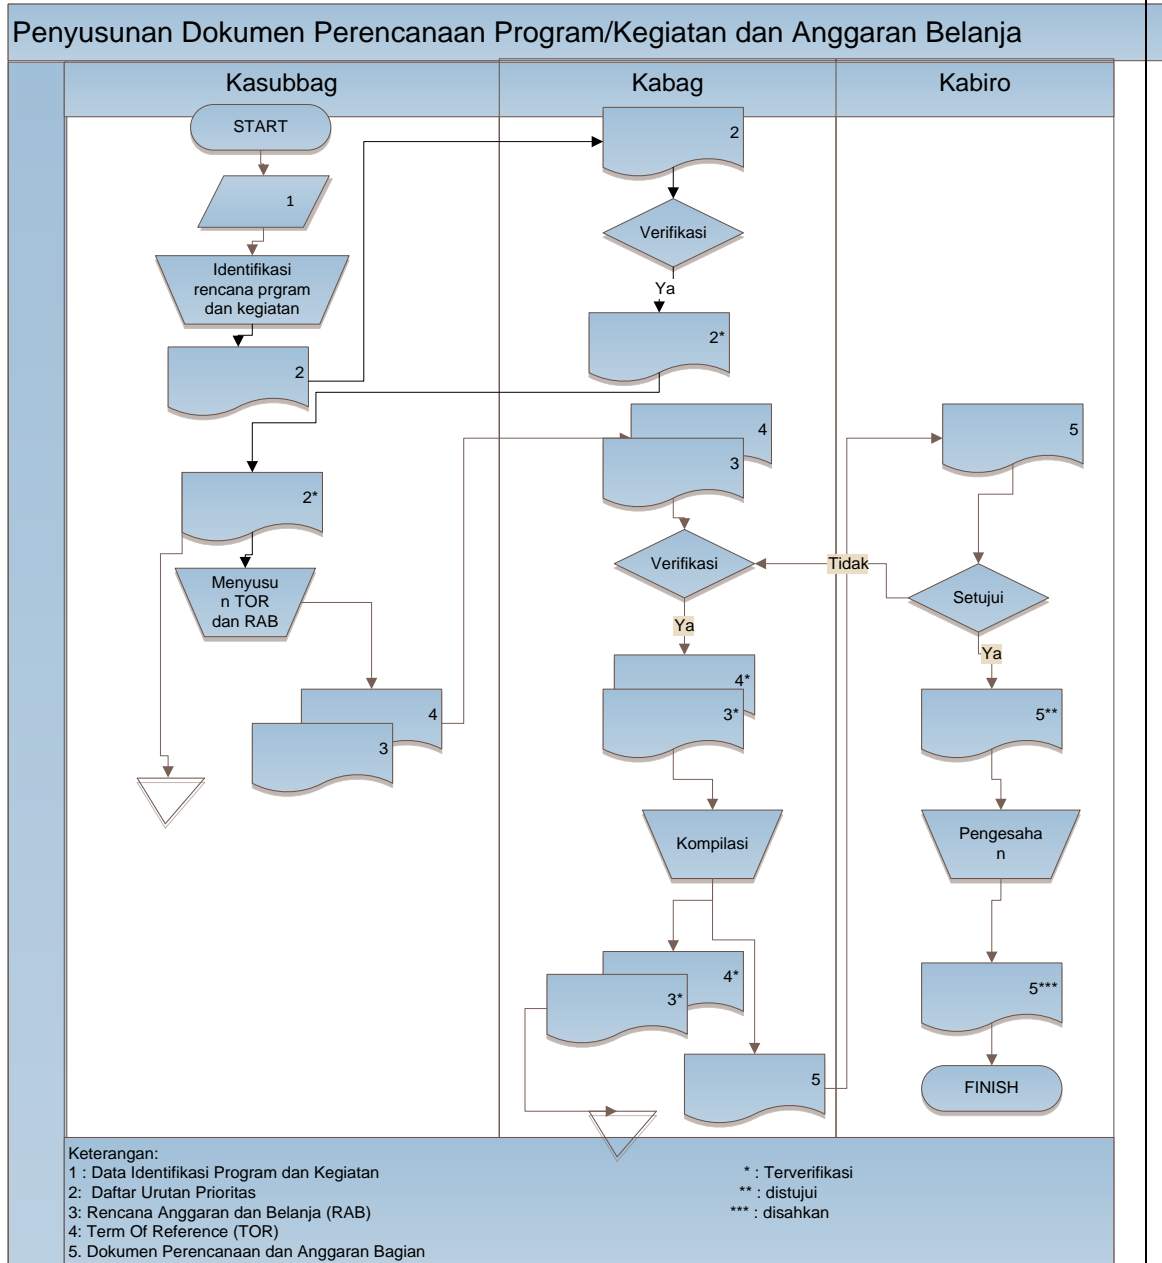 Penyusunan Dokumen Perencanaan Program/Kegiatan dan Anggaran Belanja
Kasubbag
Kabag
Kabiro
START
1
Identifikasi
rencana prgram
dan kegiatan
2
2*
Menyusu
n TOR
dan RAB
4
3
2
Verifikasi
Ya
2*
4
3
Verifikasi
Ya
4*
3*
Kompilasi
4*
3*
5
5
Tidak
Setujui
Ya
5**
Pengesaha
n
5***
FINISH
Keterangan:
1 : Data Identifikasi Program dan Kegiatan
2: Daftar Urutan Prioritas
3: Rencana Anggaran dan Belanja (RAB)
4: Term Of Reference (TOR)
5. Dokumen Perencanaan dan Anggaran Bagian
* : Terverifikasi
** : distujui
*** : disahkan